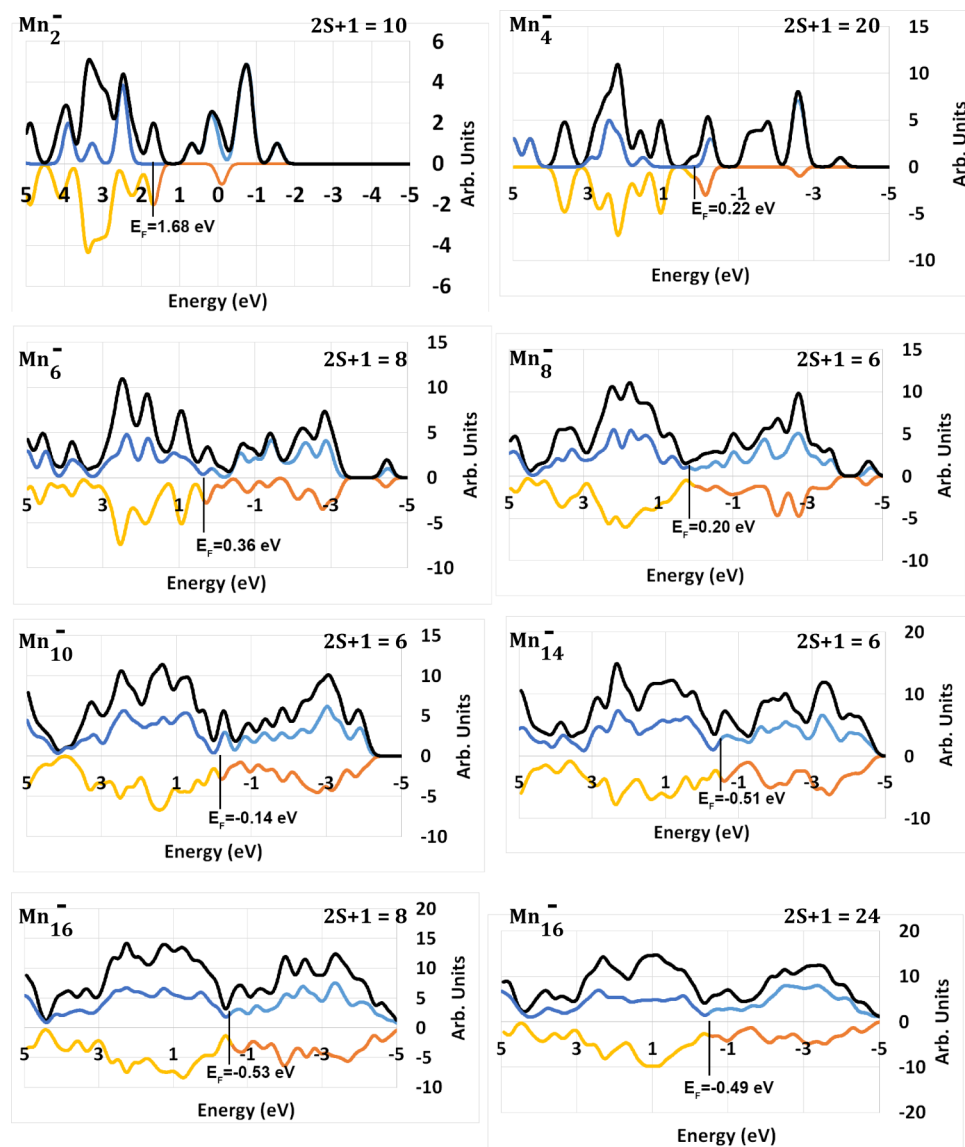 Mn2- 2S+1 = 10
6
4
2
0
-2
-4
-6
5 4 3 2 1 0 -1 -2 -3 -4 -5
EF=1.68 eV
Energy (eV)
Arb. Units
Mn4- 2S+1 = 20
15
10
5
0
-5
-10
5 3 1 -1 -3 -5
EF=0.22 eV
Energy (eV)
Arb. Units
Mn6- 2S+1 = 8
15
10
5
0
-5
-10
5 3 1 -1 -3 -5
EF=0.36 eV
Energy (eV)
Arb. Units
Mn8- 2S+1 = 6
15
10
5
0
-5
-10
5 3 1 -1 -3 -5
EF=0.20 eV
Energy (eV)
Arb. Units
Mn10- 2S+1 = 6
15
10
5
0
-5
-10
5 3 1 -1 -3 -5
EF=-0.14 eV
Energy (eV)
Arb. Units
Mn14- 2S+1 = 6
20
10
0
-10
5 3 1 -1 -3 -5
EF=-0.51 eV
Energy (eV)
Arb. Units
Mn16- 2S+1 = 8
20
15
10
5
0
-5
-10
5 3 1 -1 -3 -5
EF=-0.53 eV
Energy (eV)
Arb. Units
Mn16- 2S+1 = 24
20
10
0
-10
-20
5 3 1 -1 -3 -5
EF=-0.49 eV
Energy (eV)
Arb. Units